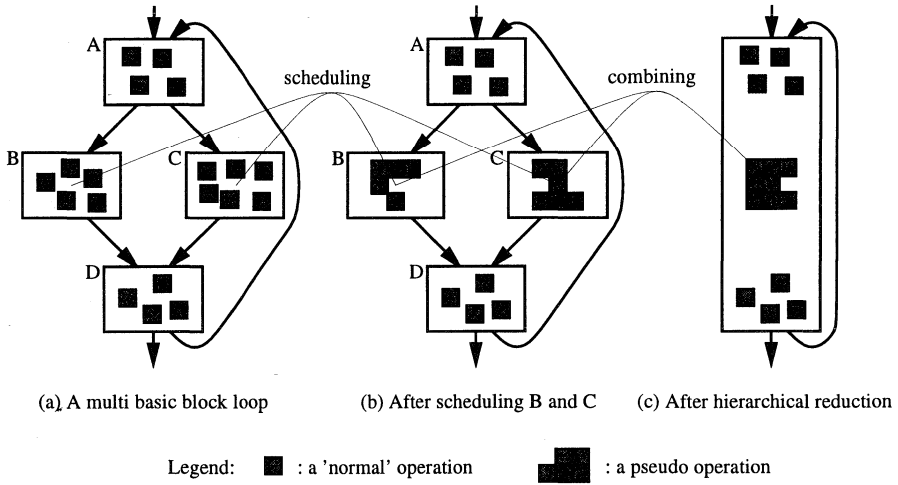 A
B
C
D
scheduling
A
B
C
D
combining
(a) A multi basic block loop
(b) After scheduling B and C
(c) After hierarchical reduction
Legend: : a 'normal' operation : a pseudo operation